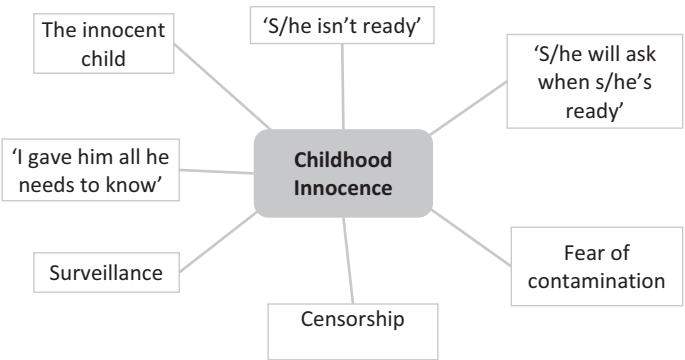 The innocent
child
‘S/he isn’t ready’
‘S/he will ask
when s/he’s
ready’
‘I gave him all he
needs to know’
Childhood
Innocence
Surveillance
Censorship
Fear of
contamination